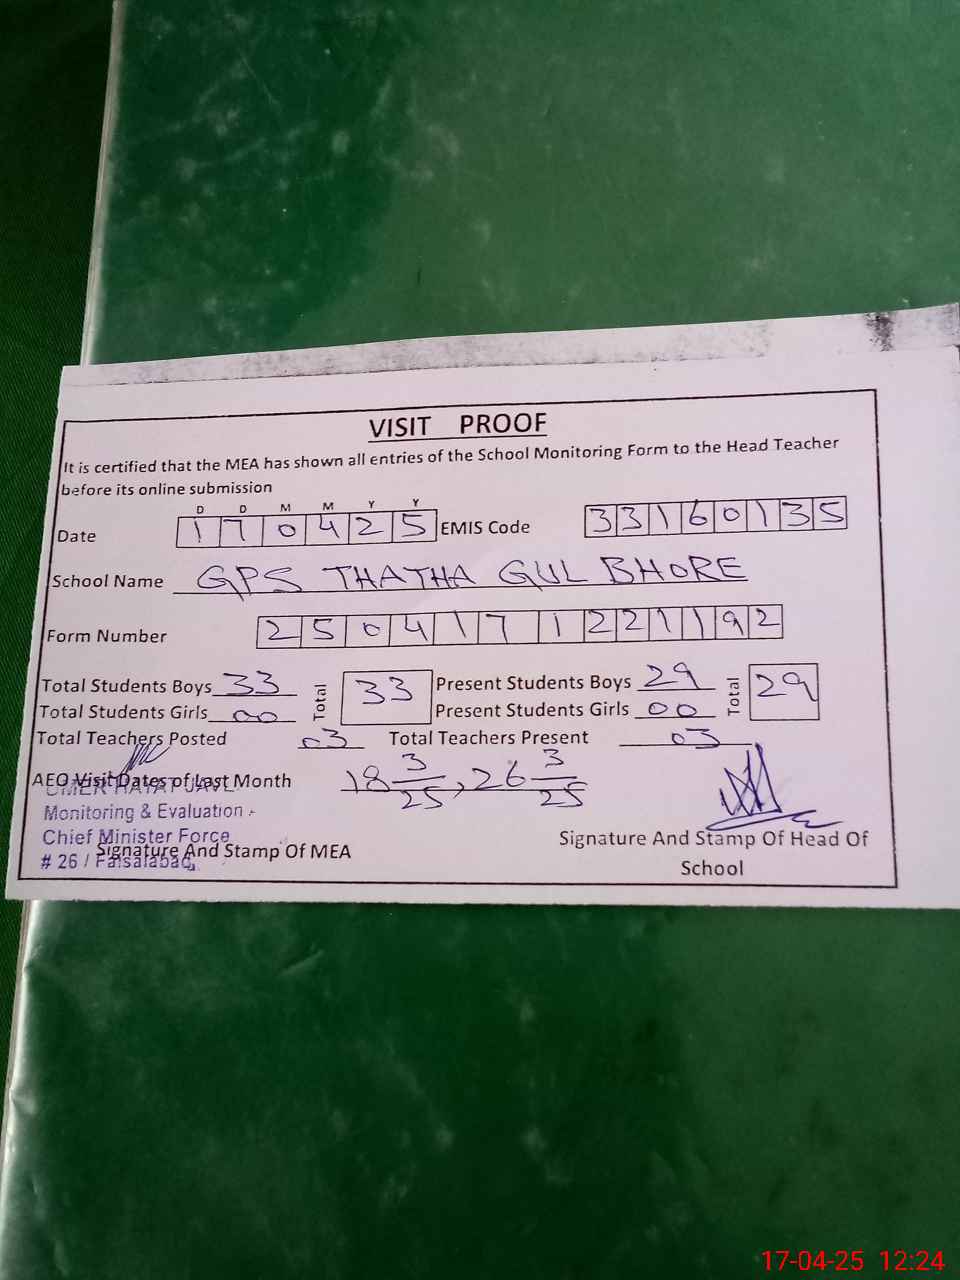 VISIT PROOF
It is certified that the MEA has shown all entries of the School Monitoring Form to the Head Teacher
before its online submission
D D M M Y Y
Date 1 7 0 4 2 5 EMIS Code 3 3 1 6 0 1 3 5
School Name GPS THATHA GUL BHORE
Form Number 2 5 0 4 1 7 1 2 2 1 1 9 2
Total Students Boys 33 Total 33 Present Students Boys 29 Total 29
Total Students Girls 00 Present Students Girls 00
Total Teachers Posted 03 Total Teachers Present 03
AEO Visit Dates of Last Month 18 3/25, 26 3/25
OMER HAYAT
Monitoring & Evaluation
Chief Minister Force
# 26 / Faisalabad
Signature And Stamp Of MEA
Signature And Stamp Of Head Of
School
17-04-25 12:24